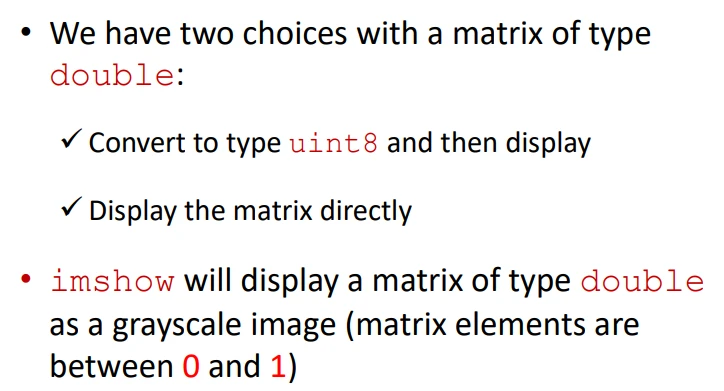 • We have two choices with a matrix of type
double:
✓ Convert to type uint8 and then display
✓ Display the matrix directly
• imshow will display a matrix of type double
as a grayscale image (matrix elements are
between 0 and 1)